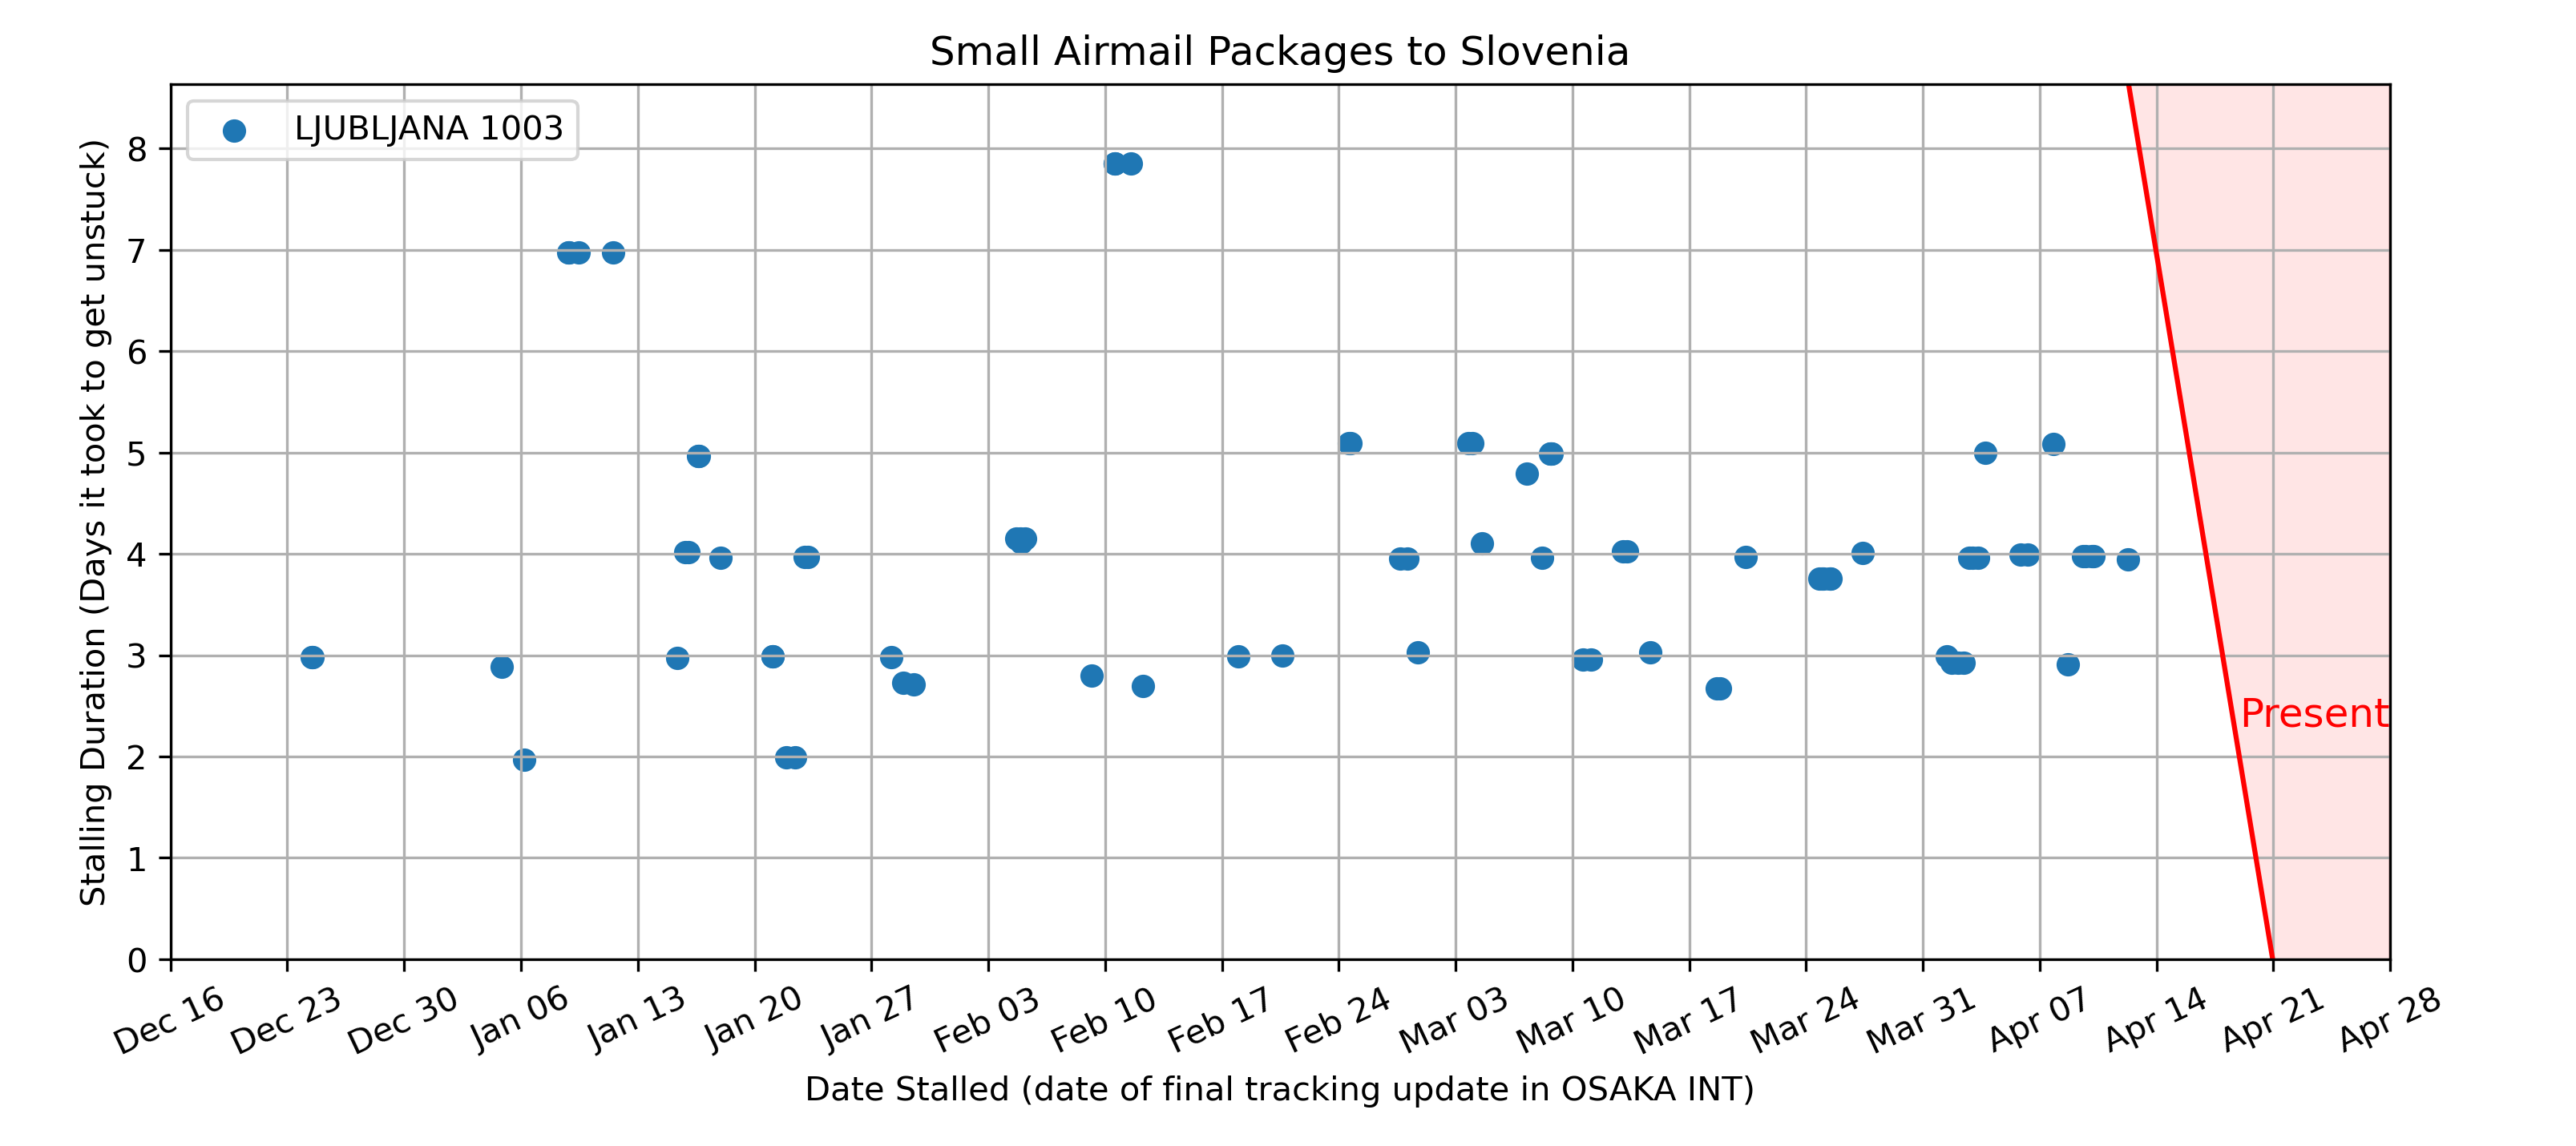 Small Airmail Packages to Slovenia
LJUBLJANA 1003
Stalling Duration (Days it took to get unstuck)
8
7
6
5
4
3
2
1
0
Present
Dec 16
Dec 23
Dec 30
Jan 06
Jan 13
Jan 20
Jan 27
Feb 03
Feb 10
Feb 17
Feb 24
Mar 03
Mar 10
Mar 17
Mar 24
Mar 31
Apr 07
Apr 14
Apr 21
Apr 28
Date Stalled (date of final tracking update in OSAKA INT)